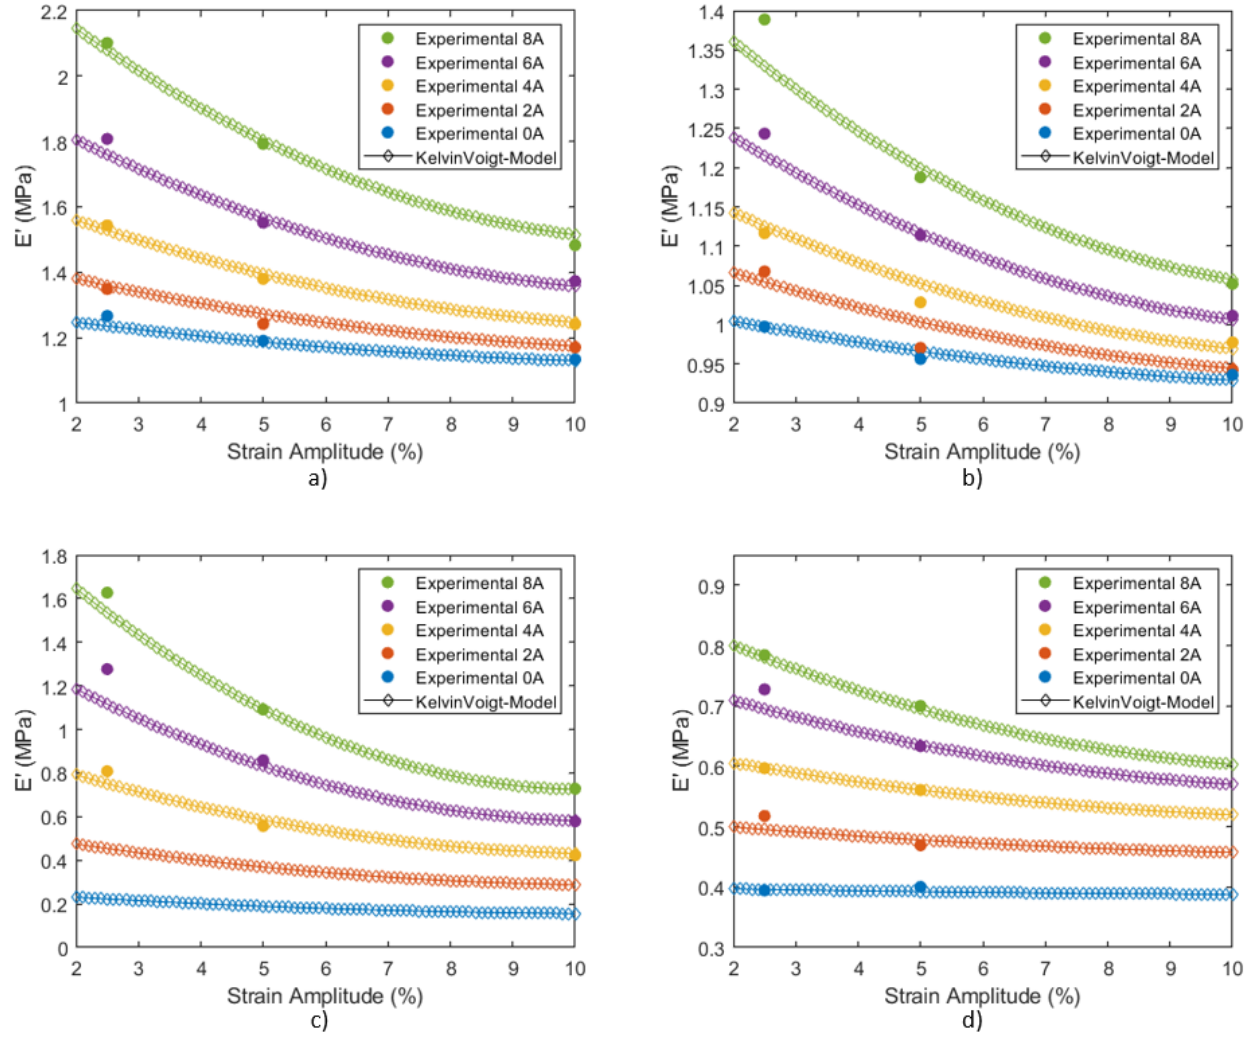 2.2
2
1.8
1.6
1.4
1.2
1
E' (MPa)
2 3 4 5 6 7 8 9 10
Strain Amplitude (%)
Experimental 8A
Experimental 6A
Experimental 4A
Experimental 2A
Experimental 0A
KelvinVoigt-Model
a)
1.4
1.35
1.3
1.25
1.2
1.15
1.1
1.05
1
0.95
0.9
E' (MPa)
2 3 4 5 6 7 8 9 10
Strain Amplitude (%)
Experimental 8A
Experimental 6A
Experimental 4A
Experimental 2A
Experimental 0A
KelvinVoigt-Model
b)
1.8
1.6
1.4
1.2
1
0.8
0.6
0.4
0.2
0
E' (MPa)
2 3 4 5 6 7 8 9 10
Strain Amplitude (%)
Experimental 8A
Experimental 6A
Experimental 4A
Experimental 2A
Experimental 0A
KelvinVoigt-Model
c)
0.9
0.8
0.7
0.6
0.5
0.4
0.3
E' (MPa)
2 3 4 5 6 7 8 9 10
Strain Amplitude (%)
Experimental 8A
Experimental 6A
Experimental 4A
Experimental 2A
Experimental 0A
KelvinVoigt-Model
d)